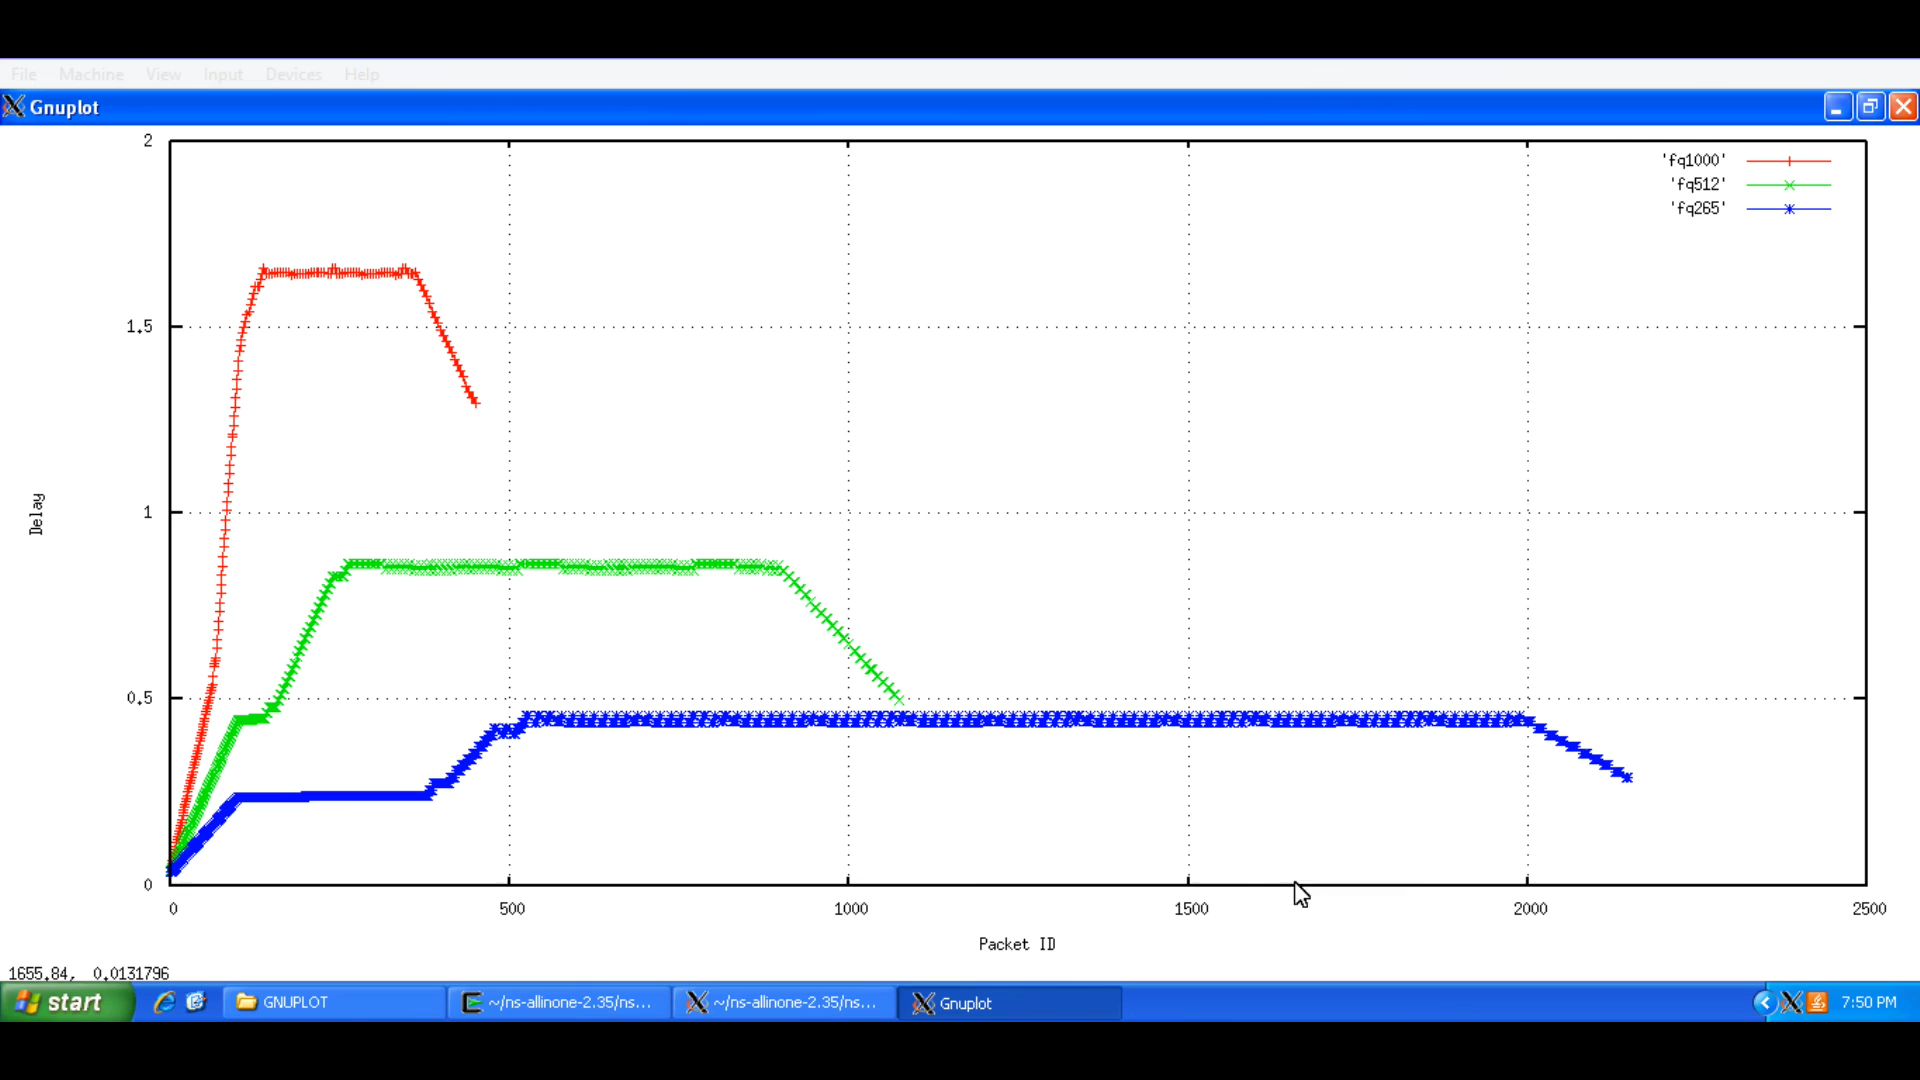 File Machine View Input Devices Help
Gnuplot
2
1.5
1
0.5
0
Delay
'fq1000'
'fq512'
'fq265'
0 500 1000 1500 2000 2500
Packet ID
1655.84, 0.0131796
start GNUPLOT ~/ns-allinone-2.35/ns... ~/ns-allinone-2.35/ns... Gnuplot 7:50 PM